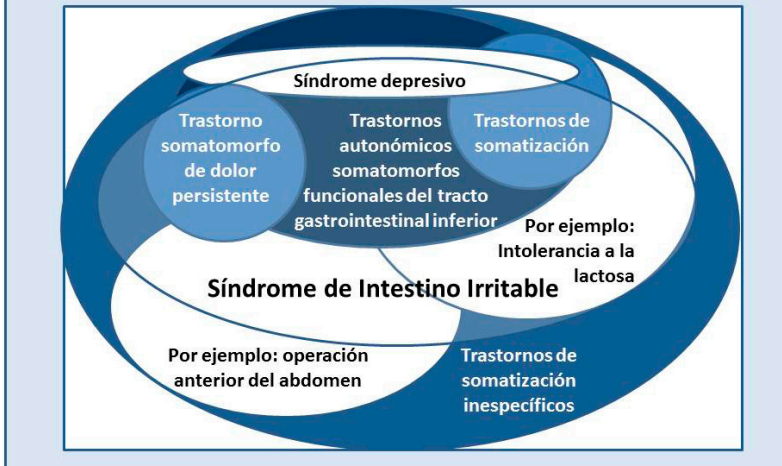 Síndrome depresivo
Trastorno
somatomorfo
de dolor
persistente
Trastornos
autonómicos
somatomorfos
funcionales del tracto
gastrointestinal inferior
Trastornos de
somatización
Por ejemplo:
Intolerancia a la
lactosa
Síndrome de Intestino Irritable
Por ejemplo: operación
anterior del abdomen
Trastornos de
somatización
inespecíficos